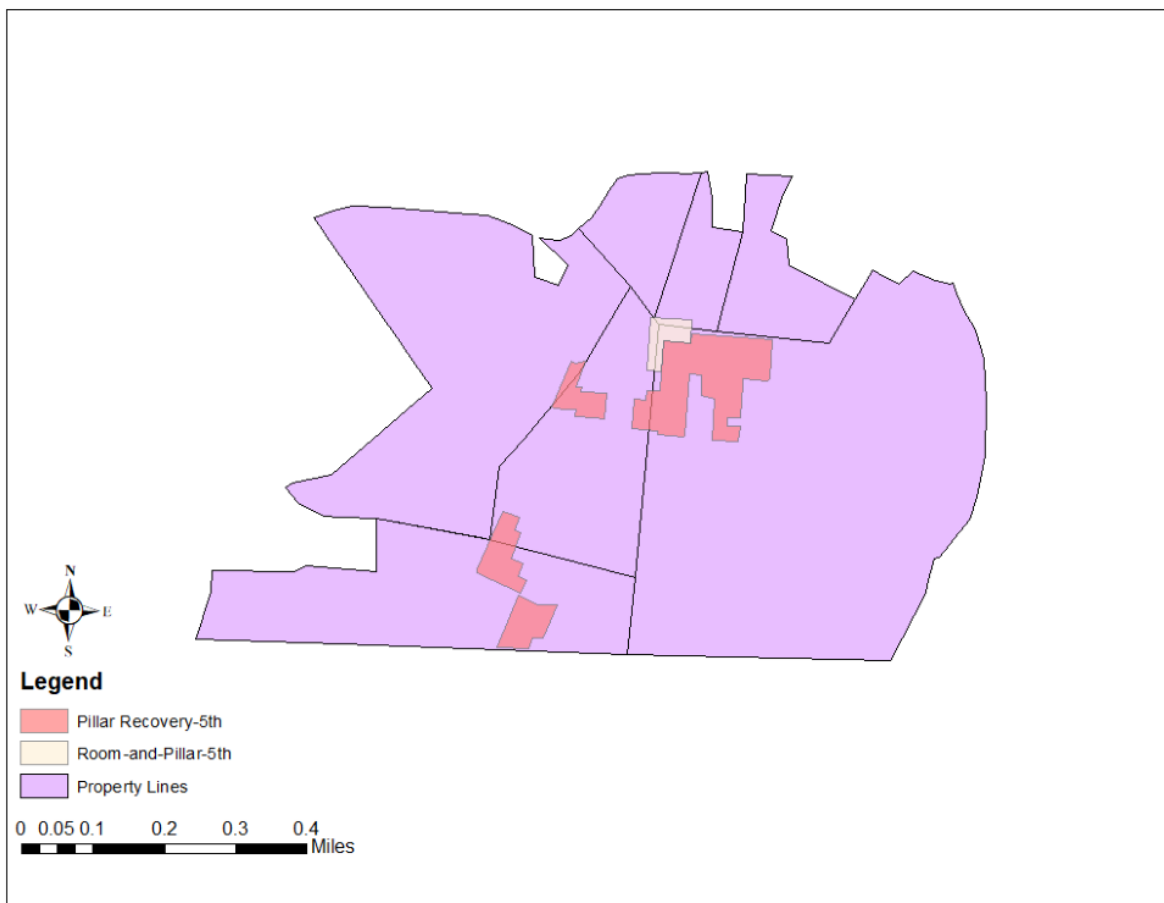 N
W E
S
Legend
Pillar Recovery-5th
Room-and-Pillar-5th
Property Lines
0 0.05 0.1 0.2 0.3 0.4
Miles